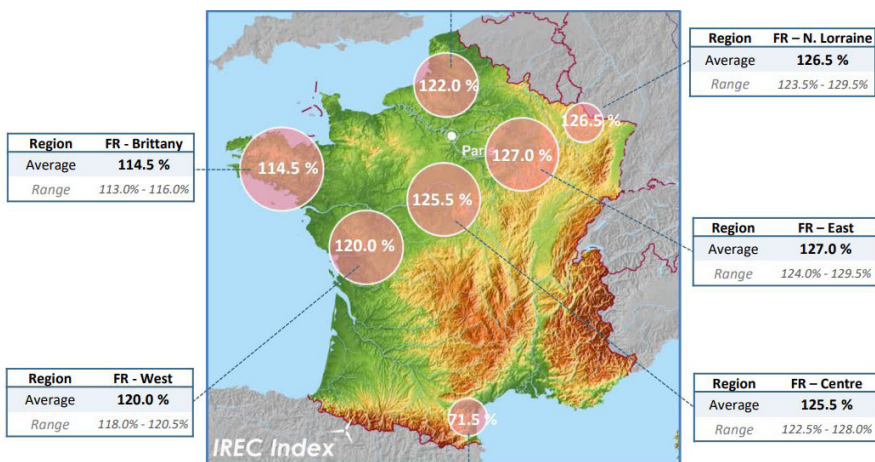 122.0 %
Region FR – N. Lorraine
Average 126.5 %
Range 123.5% - 129.5%
126.5 %
Paris
127.0 %
Region FR - Brittany
Average 114.5 %
Range 113.0% - 116.0%
114.5 %
125.5 %
120.0 %
Region FR – East
Average 127.0 %
Range 124.0% - 129.5%
Region FR - West
Average 120.0 %
Range 118.0% - 120.5%
Region FR – Centre
Average 125.5 %
Range 122.5% - 128.0%
71.5 %
IREC Index